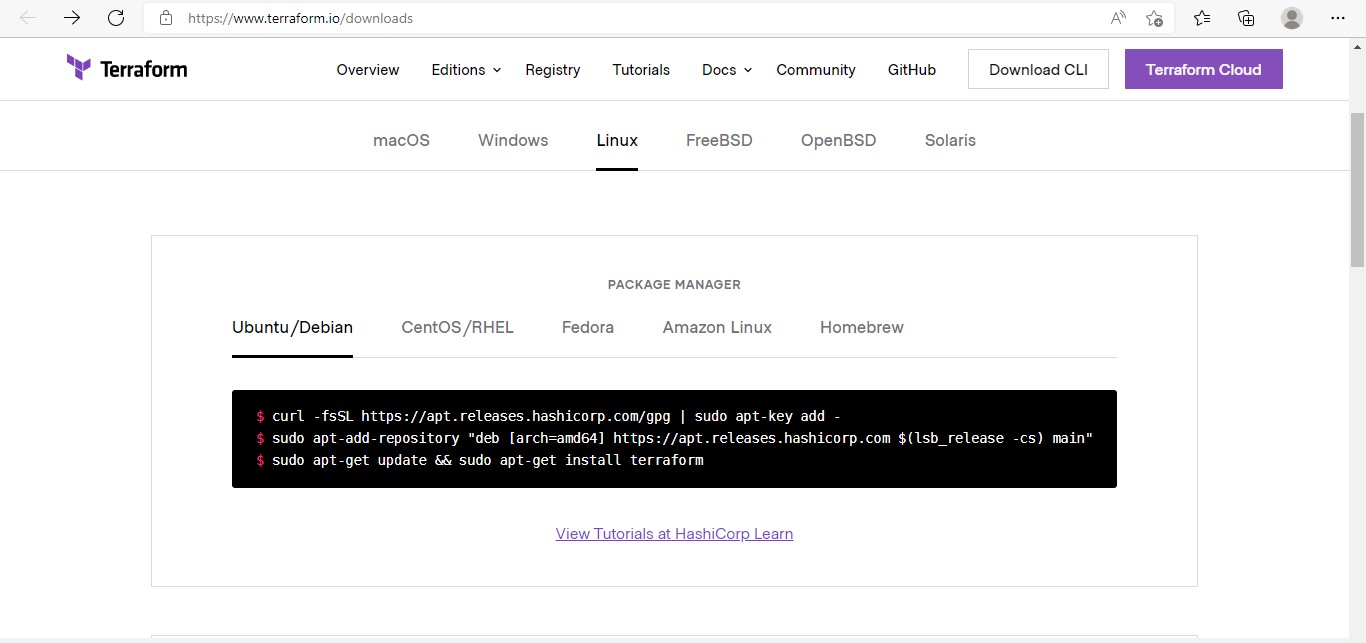 https://www.terraform.io/downloads
Terraform
Overview Editions Registry Tutorials Docs Community GitHub Download CLI Terraform Cloud
macOS Windows Linux FreeBSD OpenBSD Solaris
PACKAGE MANAGER
Ubuntu/Debian CentOS/RHEL Fedora Amazon Linux Homebrew
$ curl -fsSL https://apt.releases.hashicorp.com/gpg | sudo apt-key add -
$ sudo apt-add-repository "deb [arch=amd64] https://apt.releases.hashicorp.com $(lsb_release -cs) main"
$ sudo apt-get update && sudo apt-get install terraform
View Tutorials at HashiCorp Learn